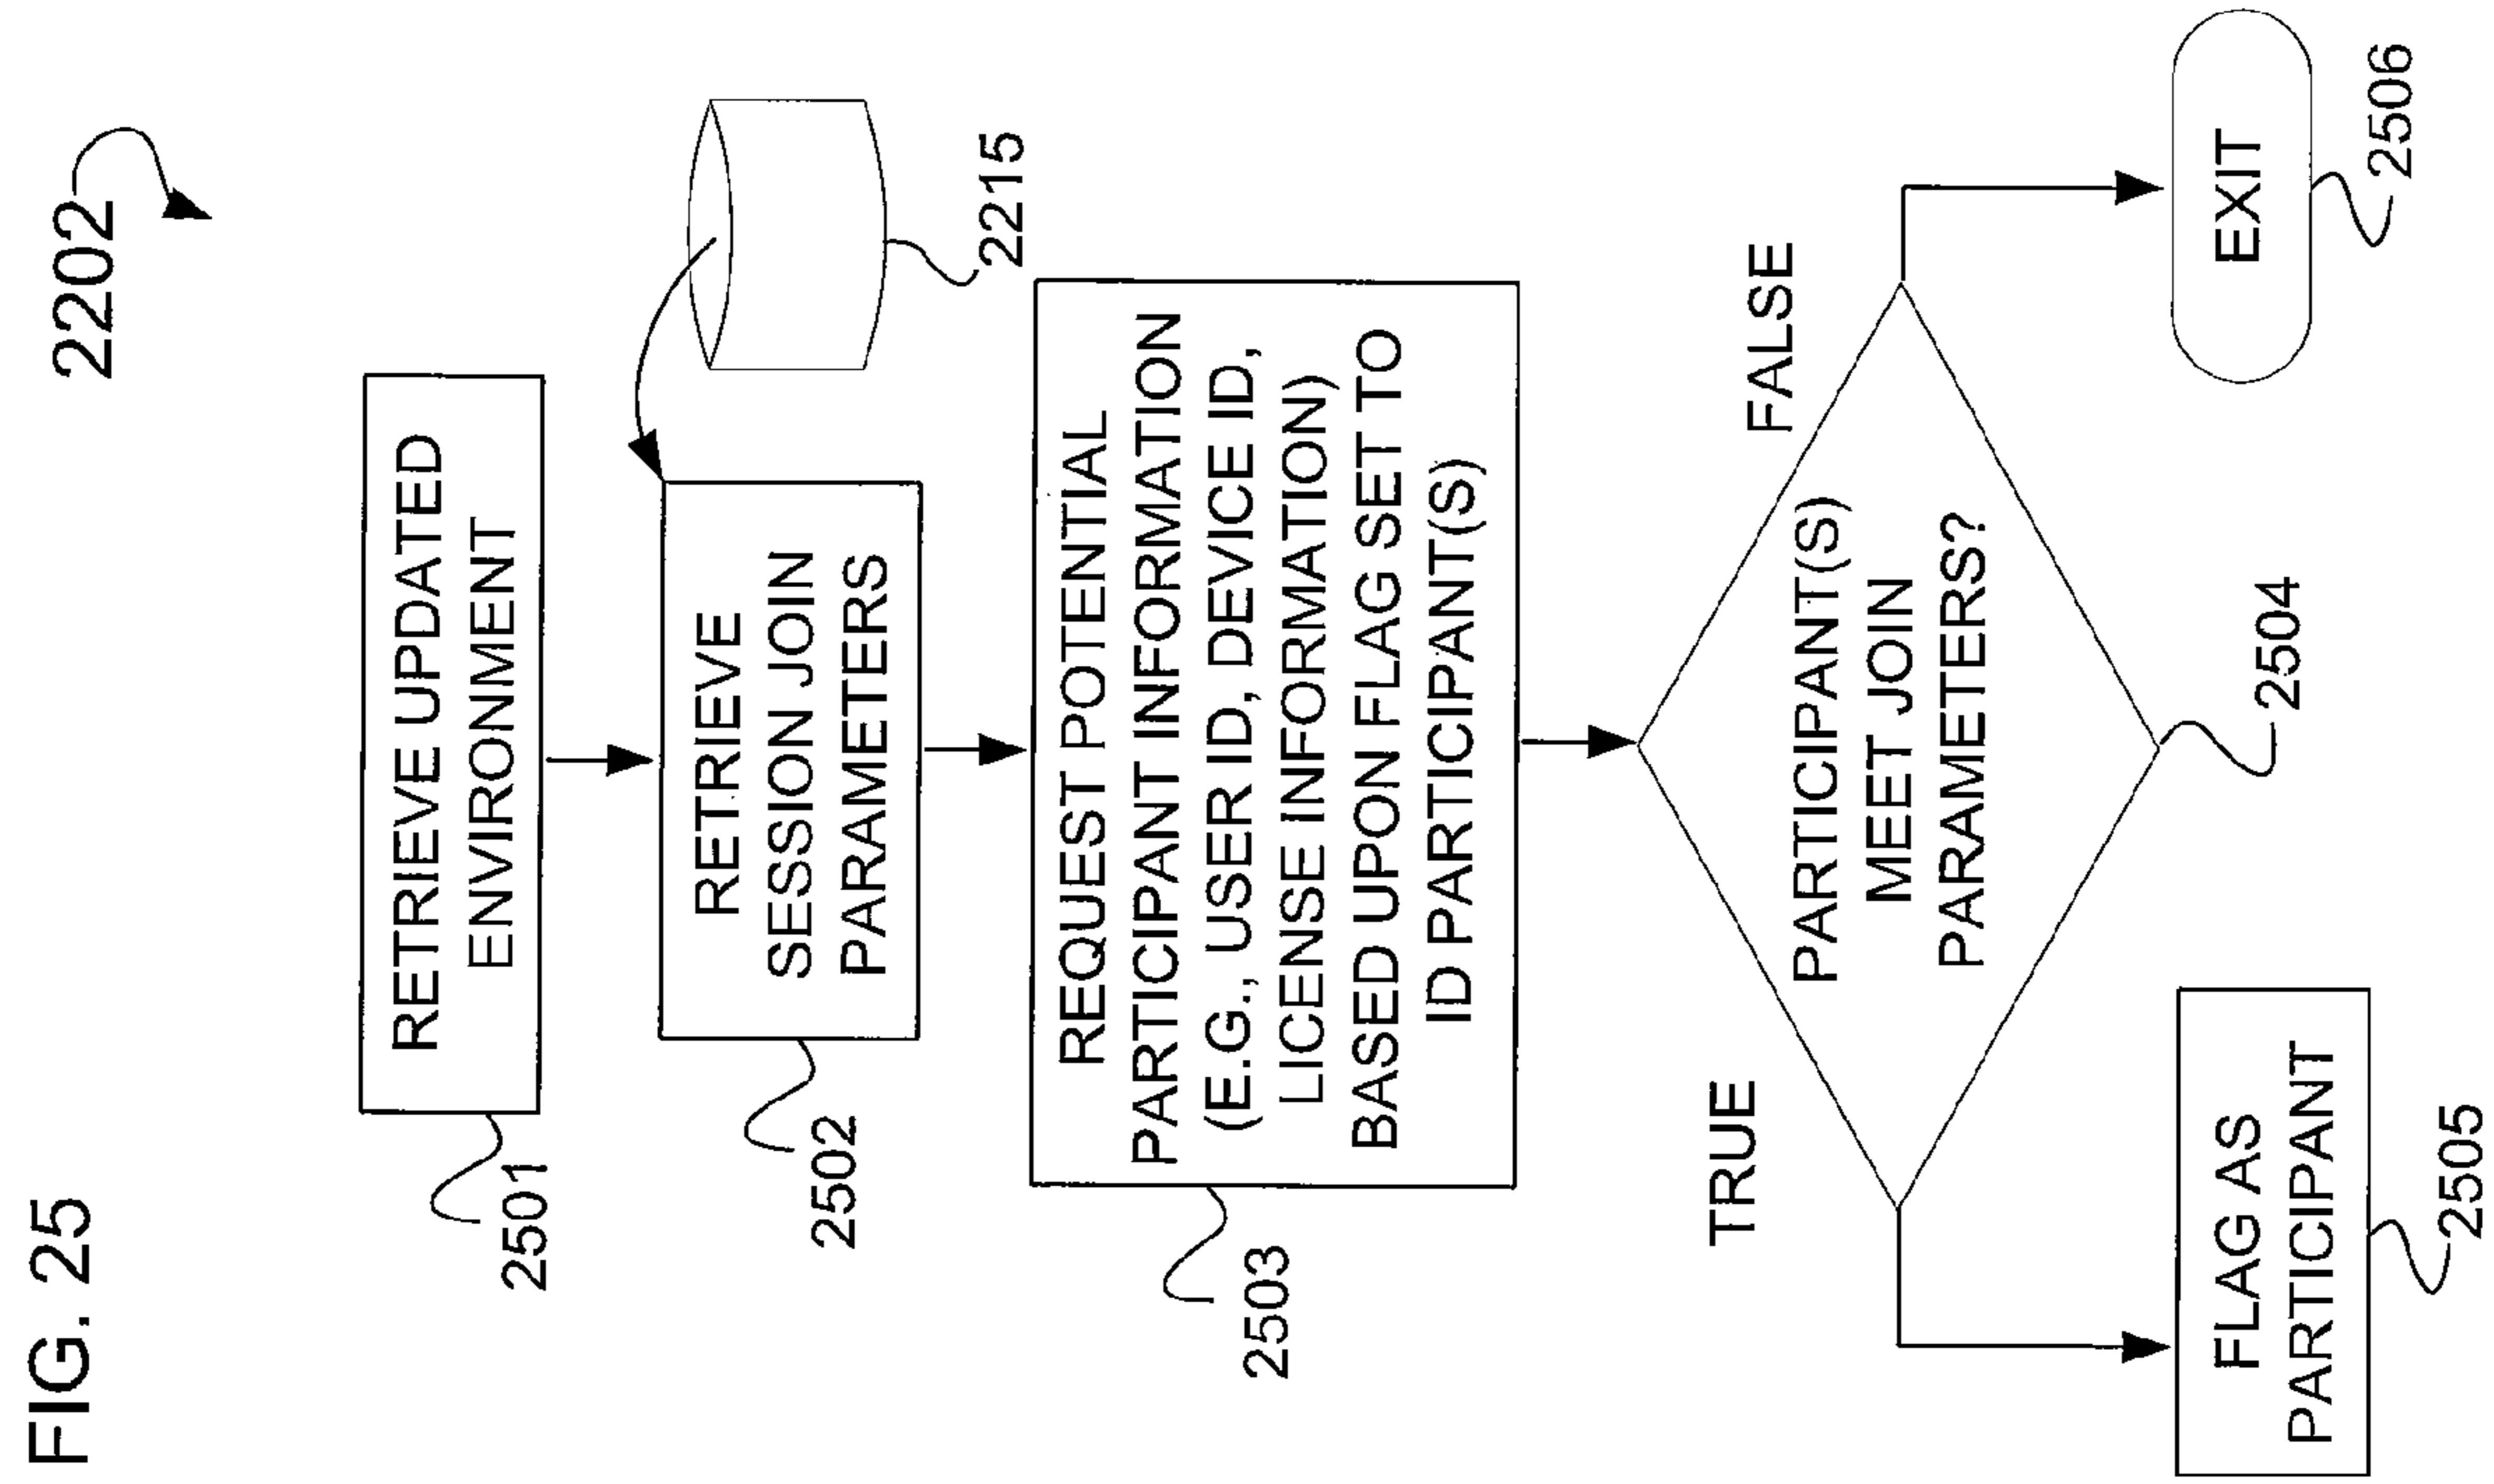 FIG. 25
2202
RETRIEVE UPDATED
ENVIRONMENT
2501
RETRIEVE
SESSION JOIN
PARAMETERS
2502
2215
REQUEST POTENTIAL
PARTICIPANT INFORMATION
(E.G., USER ID, DEVICE ID,
LICENSE INFORMATION)
BASED UPON FLAG SET TO
ID PARTICIPANT(S)
2503
TRUE
FALSE
PARTICIPANT(S)
MEET JOIN
PARAMETERS?
2504
FLAG AS
PARTICIPANT
2505
EXIT
2506